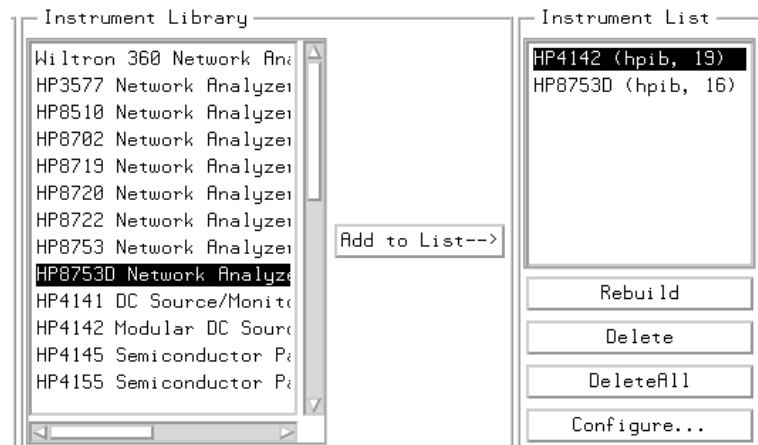 Instrument Library
Wiltron 360 Network Ana
HP3577 Network Analyzer
HP8510 Network Analyzer
HP8702 Network Analyzer
HP8719 Network Analyzer
HP8720 Network Analyzer
HP8722 Network Analyzer
HP8753 Network Analyzer
HP8753D Network Analyze
HP4141 DC Source/Monito
HP4142 Modular DC Sourc
HP4145 Semiconductor Pa
HP4155 Semiconductor Pa
Add to List-->
Instrument List
HP4142 (hpib, 19)
HP8753D (hpib, 16)
Rebuild
Delete
DeleteAll
Configure...